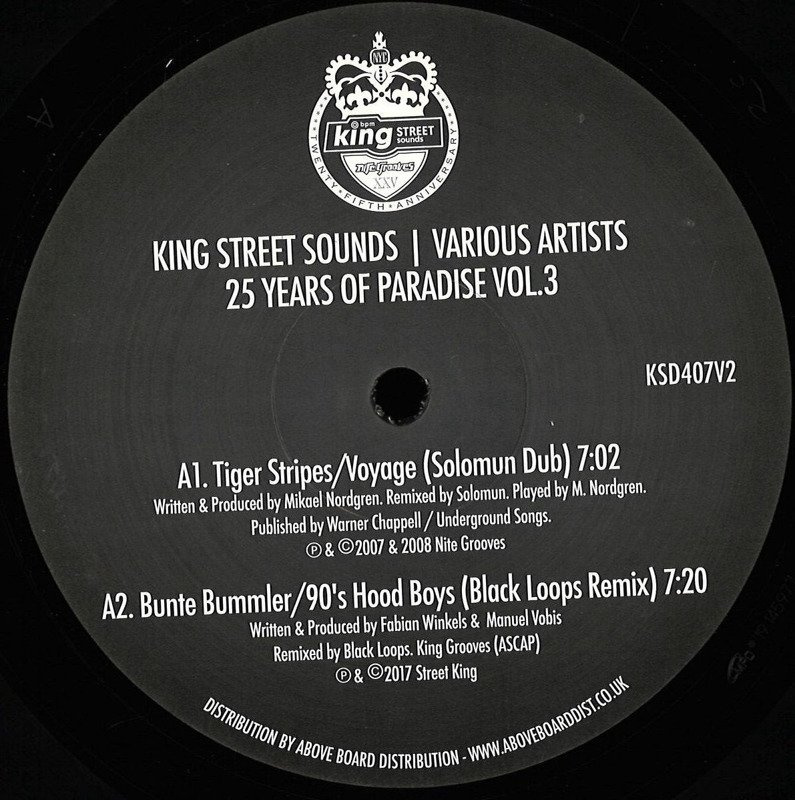 NYC
bpm
king STREET
sounds
nite grooves
XXV
TWENTY ★ FIFTH ★ ANNIVERSARY
KING STREET SOUNDS | VARIOUS ARTISTS
25 YEARS OF PARADISE VOL.3
KSD407V2
A1. Tiger Stripes/Voyage (Solomun Dub) 7:02
Written & Produced by Mikael Nordgren. Remixed by Solomun. Played by M. Nordgren.
Published by Warner Chappell / Underground Songs.
Ⓟ & ©2007 & 2008 Nite Grooves
A2. Bunte Bummler/90's Hood Boys (Black Loops Remix) 7:20
Written & Produced by Fabian Winkels & Manuel Vobis
Remixed by Black Loops. King Grooves (ASCAP)
Ⓟ & ©2017 Street King
DISTRIBUTION BY ABOVE BOARD DISTRIBUTION - WWW.ABOVEBOARDDIST.CO.UK